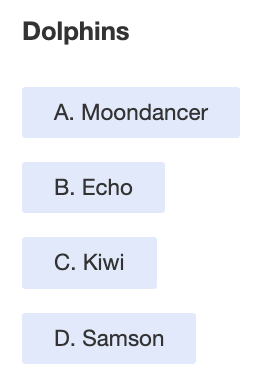 Dolphins
A. Moondancer
B. Echo
C. Kiwi
D. Samson